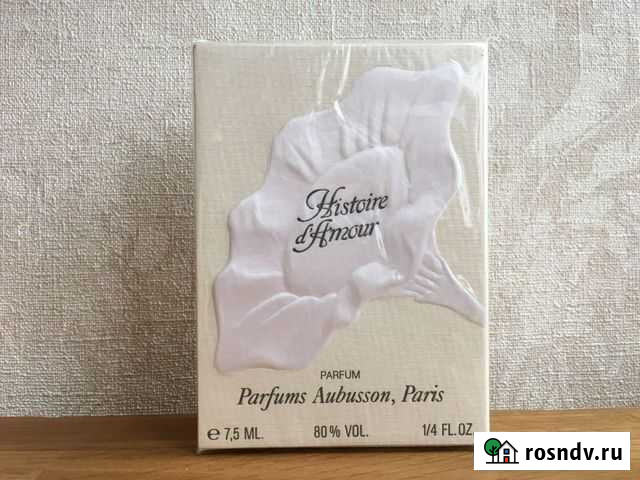 Histoire
d'Amour
PARFUM
Parfums Aubusson, Paris
℮ 7,5 ML. 80% VOL. 1/4 FL.OZ.
rosndv.ru